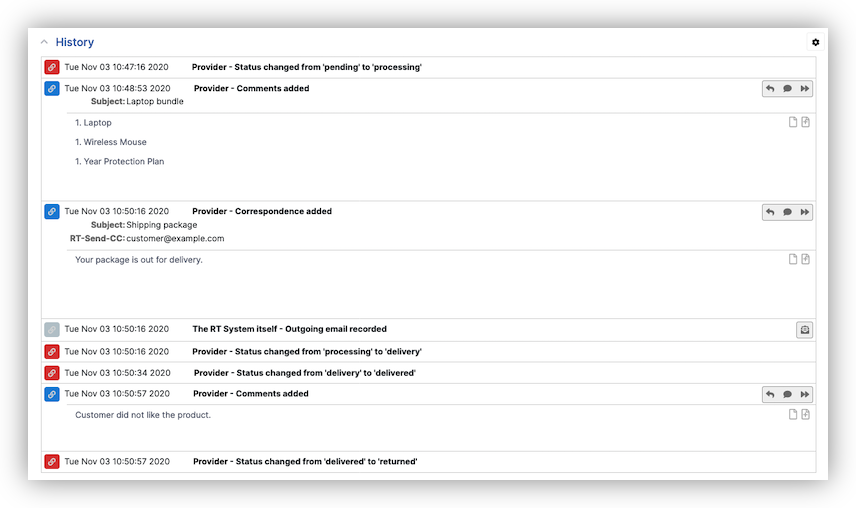 History
Tue Nov 03 10:47:16 2020 Provider - Status changed from 'pending' to 'processing'
Tue Nov 03 10:48:53 2020 Provider - Comments added
Subject: Laptop bundle
1. Laptop
1. Wireless Mouse
1. Year Protection Plan
Tue Nov 03 10:50:16 2020 Provider - Correspondence added
Subject: Shipping package
RT-Send-CC: customer@example.com
Your package is out for delivery.
Tue Nov 03 10:50:16 2020 The RT System itself - Outgoing email recorded
Tue Nov 03 10:50:16 2020 Provider - Status changed from 'processing' to 'delivery'
Tue Nov 03 10:50:34 2020 Provider - Status changed from 'delivery' to 'delivered'
Tue Nov 03 10:50:57 2020 Provider - Comments added
Customer did not like the product.
Tue Nov 03 10:50:57 2020 Provider - Status changed from 'delivered' to 'returned'